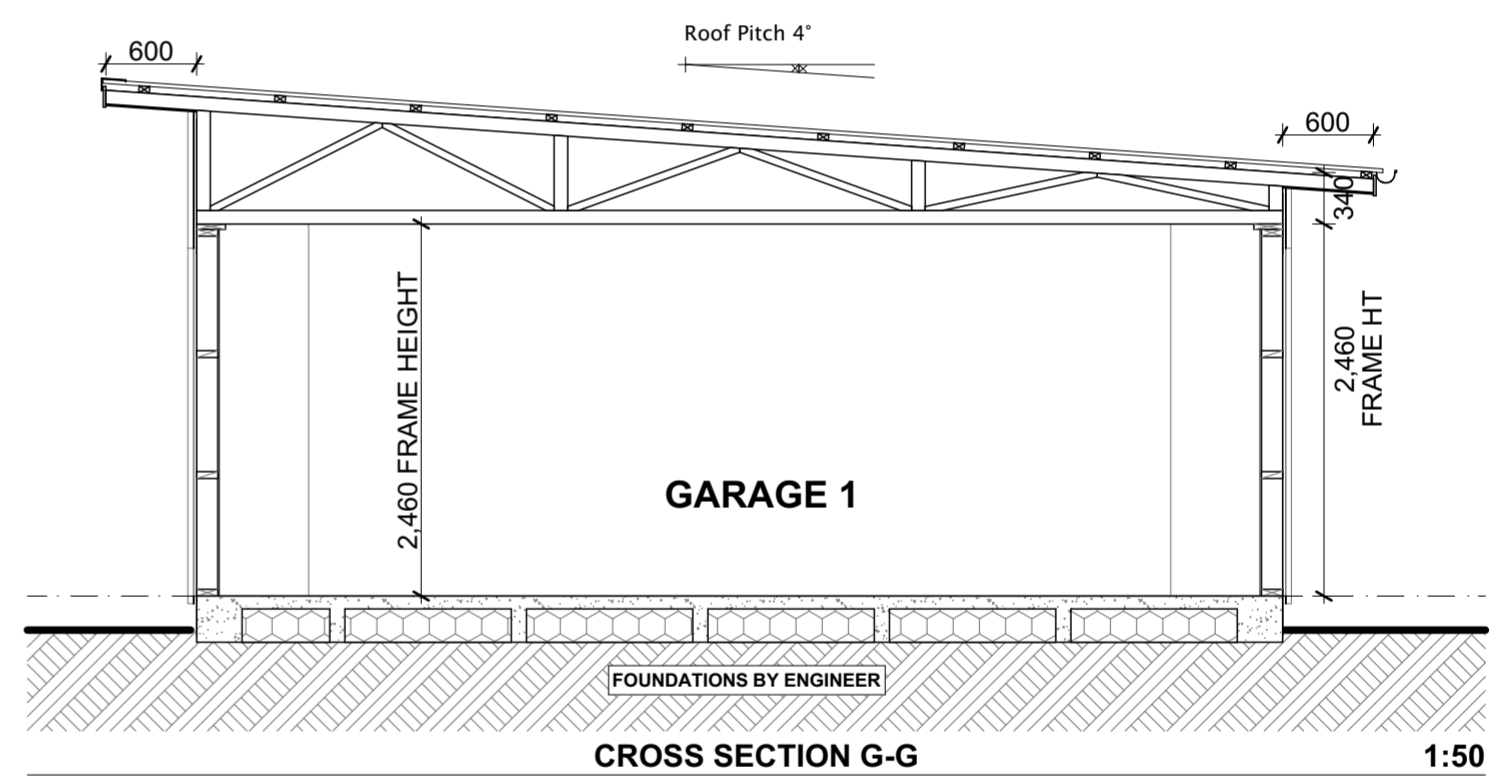 Roof Pitch 4°
600
600
340
2,460 FRAME HEIGHT
2,460
FRAME HT
GARAGE 1
FOUNDATIONS BY ENGINEER
CROSS SECTION G-G
1:50